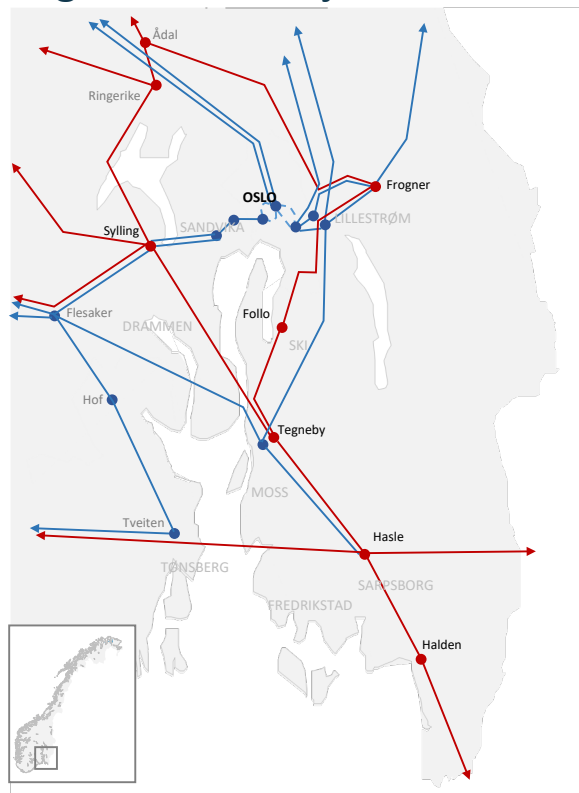 Ådal
Ringerike
OSLO
Frogner
LILLESTRØM
Sylling
SANDVIKA
Flesaker
Follo
DRAMMEN
SKI
Hof
Tegneby
MOSS
Tveiten
Hasle
TØNSBERG
SARPSBORG
FREDRIKSTAD
Halden